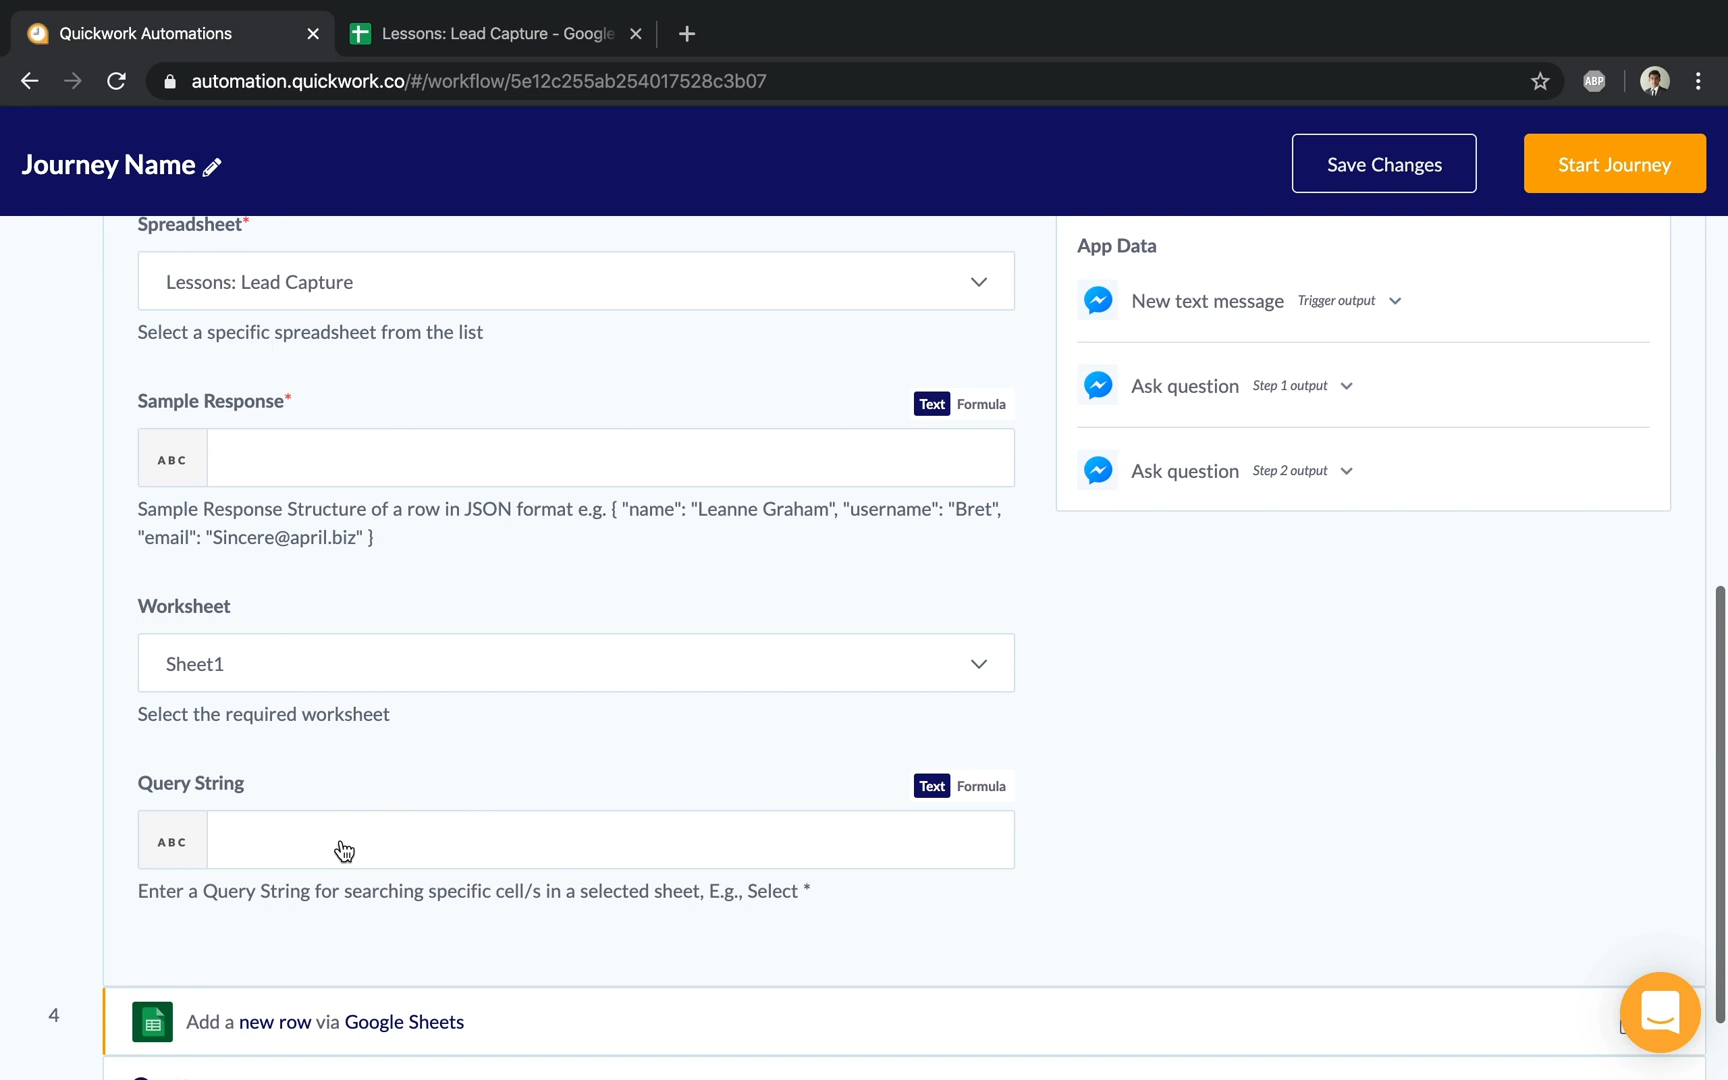 Quickwork Automations
Lessons: Lead Capture - Google
automation.quickwork.co/#/workflow/5e12c255ab254017528c3b07
ABP
Journey Name
Save Changes
Start Journey
Spreadsheet*
Lessons: Lead Capture
Select a specific spreadsheet from the list
Sample Response*
Text Formula
ABC
Sample Response Structure of a row in JSON format e.g. { "name": "Leanne Graham", "username": "Bret",
"email": "Sincere@april.biz" }
Worksheet
Sheet1
Select the required worksheet
Query String
Text Formula
ABC
Enter a Query String for searching specific cell/s in a selected sheet, E.g., Select *
4
Add a new row via Google Sheets
App Data
New text message Trigger output
Ask question Step 1 output
Ask question Step 2 output